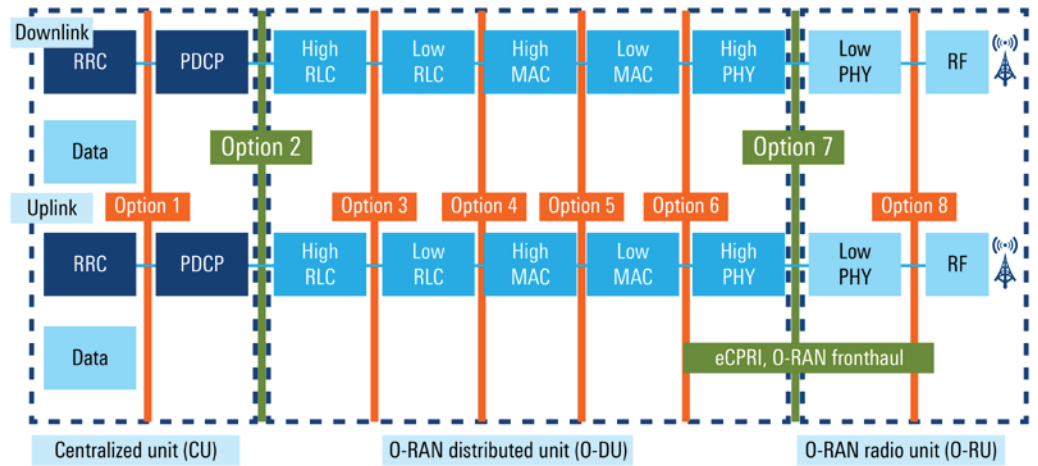 Downlink
RRC
PDCP
High
RLC
Low
RLC
High
MAC
Low
MAC
High
PHY
Low
PHY
RF
Data
Option 2
Option 7
Uplink
Option 1
Option 3
Option 4
Option 5
Option 6
Option 8
RRC
PDCP
High
RLC
Low
RLC
High
MAC
Low
MAC
High
PHY
Low
PHY
RF
Data
eCPRI, O-RAN fronthaul
Centralized unit (CU)
O-RAN distributed unit (O-DU)
O-RAN radio unit (O-RU)